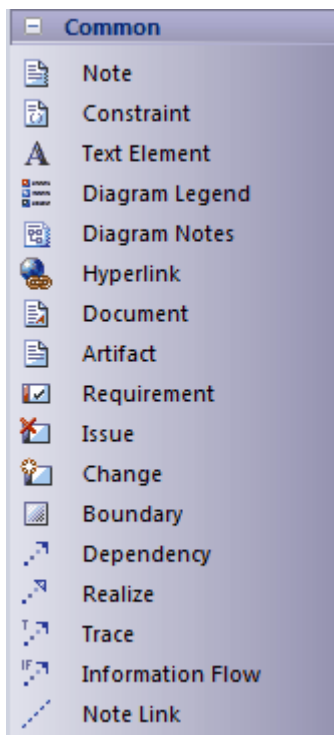 Common
Note
Constraint
A Text Element
Diagram Legend
Diagram Notes
Hyperlink
Document
Artifact
Requirement
Issue
Change
Boundary
Dependency
Realize
T Trace
IF Information Flow
Note Link